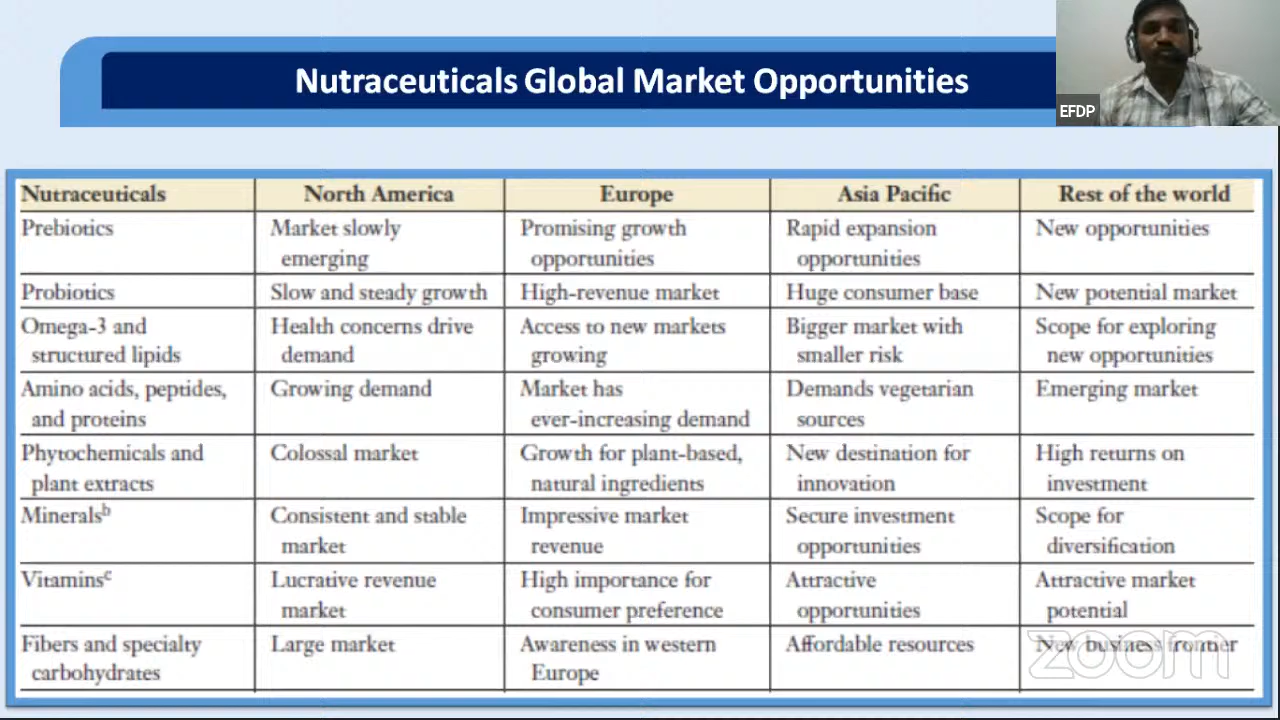 Nutraceuticals Global Market Opportunities
EFDP
Nutraceuticals North America Europe Asia Pacific Rest of the world
Prebiotics Market slowly emerging Promising growth opportunities Rapid expansion opportunities New opportunities
Probiotics Slow and steady growth High-revenue market Huge consumer base New potential market
Omega-3 and structured lipids Health concerns drive demand Access to new markets growing Bigger market with smaller risk Scope for exploring new opportunities
Amino acids, peptides, and proteins Growing demand Market has ever-increasing demand Demands vegetarian sources Emerging market
Phytochemicals and plant extracts Colossal market Growth for plant-based, natural ingredients New destination for innovation High returns on investment
Mineralsb Consistent and stable market Impressive market revenue Secure investment opportunities Scope for diversification
Vitaminsc Lucrative revenue market High importance for consumer preference Attractive opportunities Attractive market potential
Fibers and specialty carbohydrates Large market Awareness in western Europe Affordable resources New business frontier
zoom